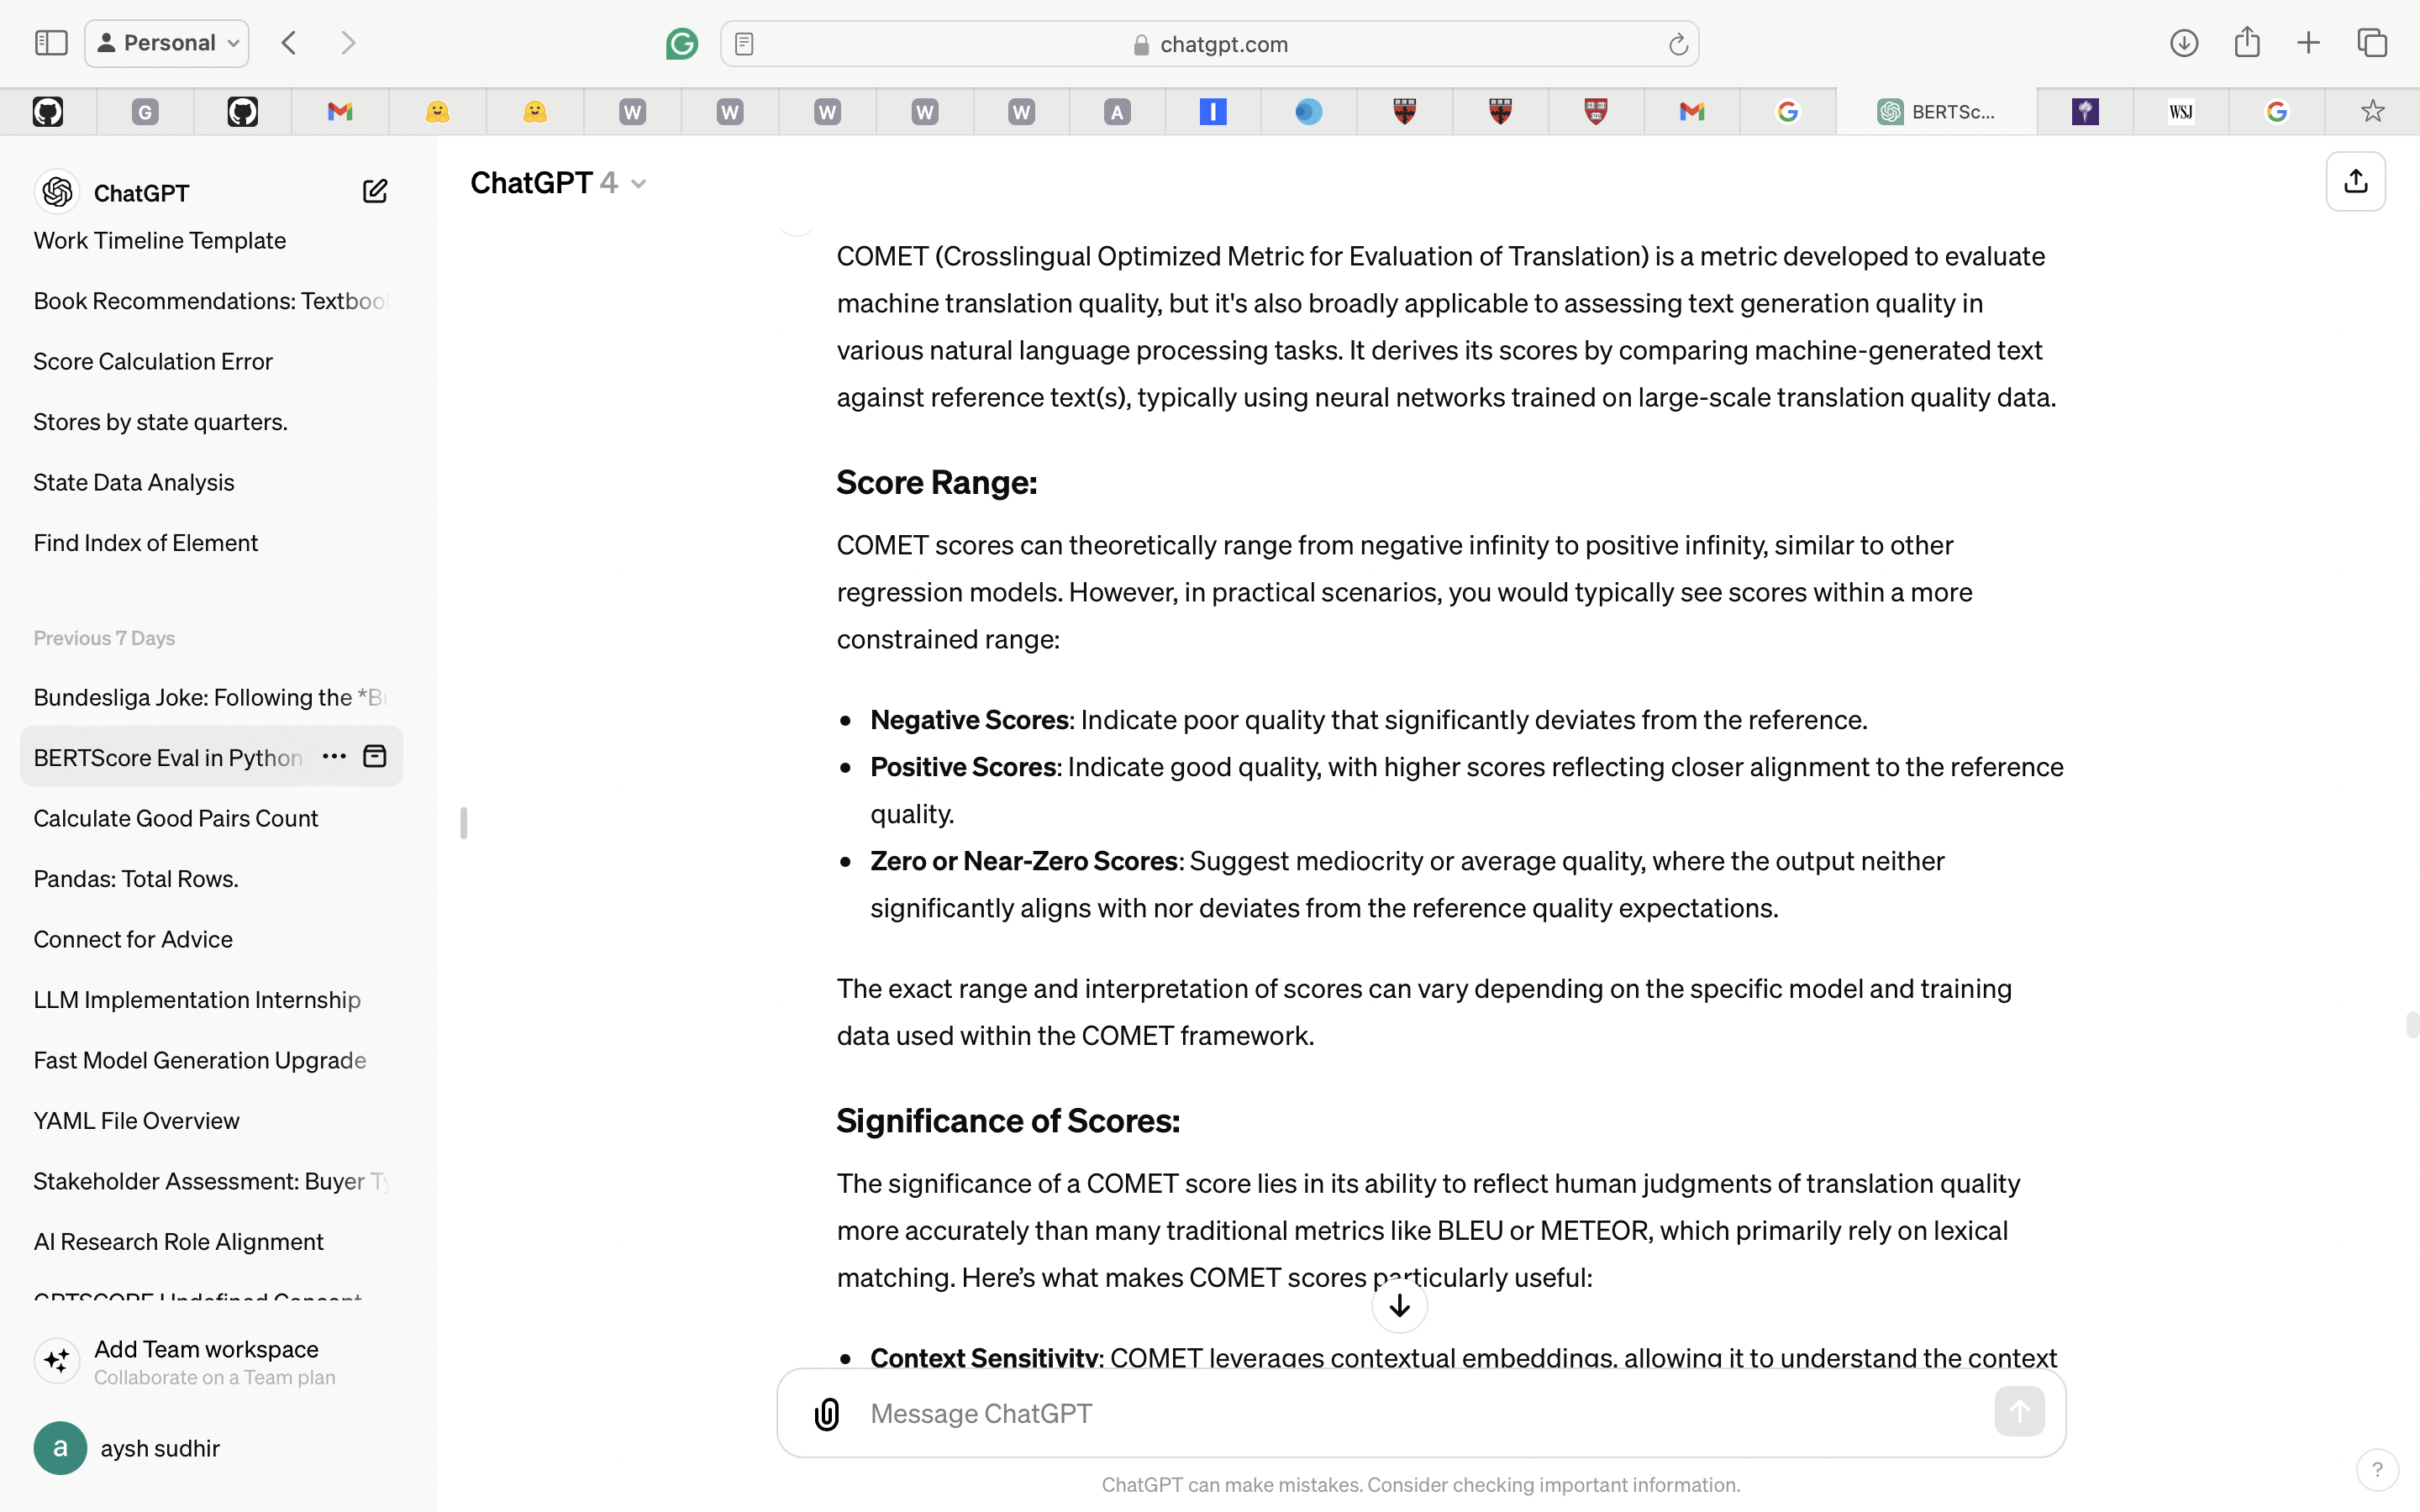 Personal
chatgpt.com
G
W
W
W
W
W
A
BERTSc...
WSJ
ChatGPT
Work Timeline Template
Book Recommendations: Textboo
Score Calculation Error
Stores by state quarters.
State Data Analysis
Find Index of Element
Previous 7 Days
Bundesliga Joke: Following the *Bu
BERTScore Eval in Python
Calculate Good Pairs Count
Pandas: Total Rows.
Connect for Advice
LLM Implementation Internship
Fast Model Generation Upgrade
YAML File Overview
Stakeholder Assessment: Buyer Ty
AI Research Role Alignment
GPTSCORE Undefined Concept
Add Team workspace
Collaborate on a Team plan
a
aysh sudhir
ChatGPT 4
COMET (Crosslingual Optimized Metric for Evaluation of Translation) is a metric developed to evaluate
machine translation quality, but it's also broadly applicable to assessing text generation quality in
various natural language processing tasks. It derives its scores by comparing machine-generated text
against reference text(s), typically using neural networks trained on large-scale translation quality data.
Score Range:
COMET scores can theoretically range from negative infinity to positive infinity, similar to other
regression models. However, in practical scenarios, you would typically see scores within a more
constrained range:
• Negative Scores: Indicate poor quality that significantly deviates from the reference.
• Positive Scores: Indicate good quality, with higher scores reflecting closer alignment to the reference
quality.
• Zero or Near-Zero Scores: Suggest mediocrity or average quality, where the output neither
significantly aligns with nor deviates from the reference quality expectations.
The exact range and interpretation of scores can vary depending on the specific model and training
data used within the COMET framework.
Significance of Scores:
The significance of a COMET score lies in its ability to reflect human judgments of translation quality
more accurately than many traditional metrics like BLEU or METEOR, which primarily rely on lexical
matching. Here’s what makes COMET scores particularly useful:
• Context Sensitivity: COMET leverages contextual embeddings, allowing it to understand the context
Message ChatGPT
ChatGPT can make mistakes. Consider checking important information.
?